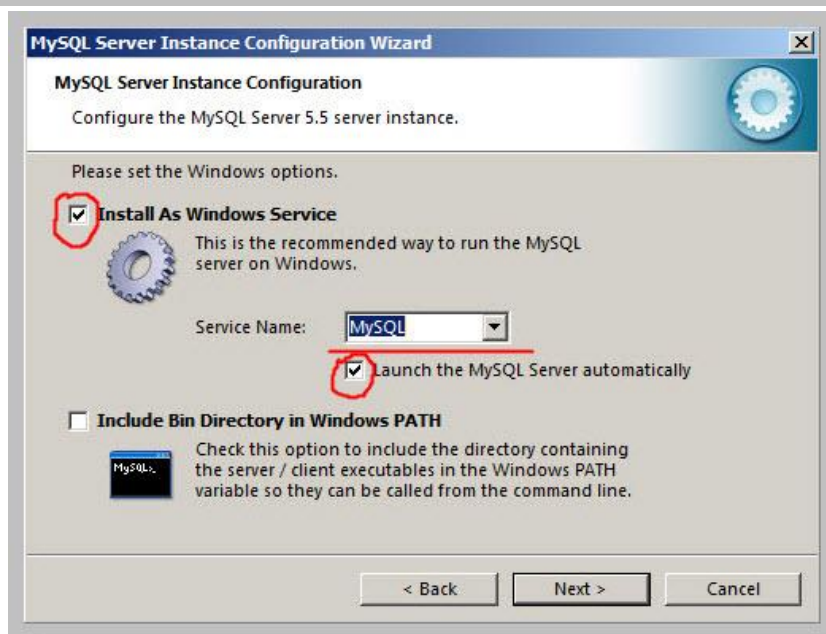 MySQL Server Instance Configuration Wizard
MySQL Server Instance Configuration
Configure the MySQL Server 5.5 server instance.
Please set the Windows options.
Install As Windows Service
This is the recommended way to run the MySQL
server on Windows.
Service Name: MySQL
Launch the MySQL Server automatically
Include Bin Directory in Windows PATH
MySQL>_
Check this option to include the directory containing
the server / client executables in the Windows PATH
variable so they can be called from the command line.
< Back Next > Cancel